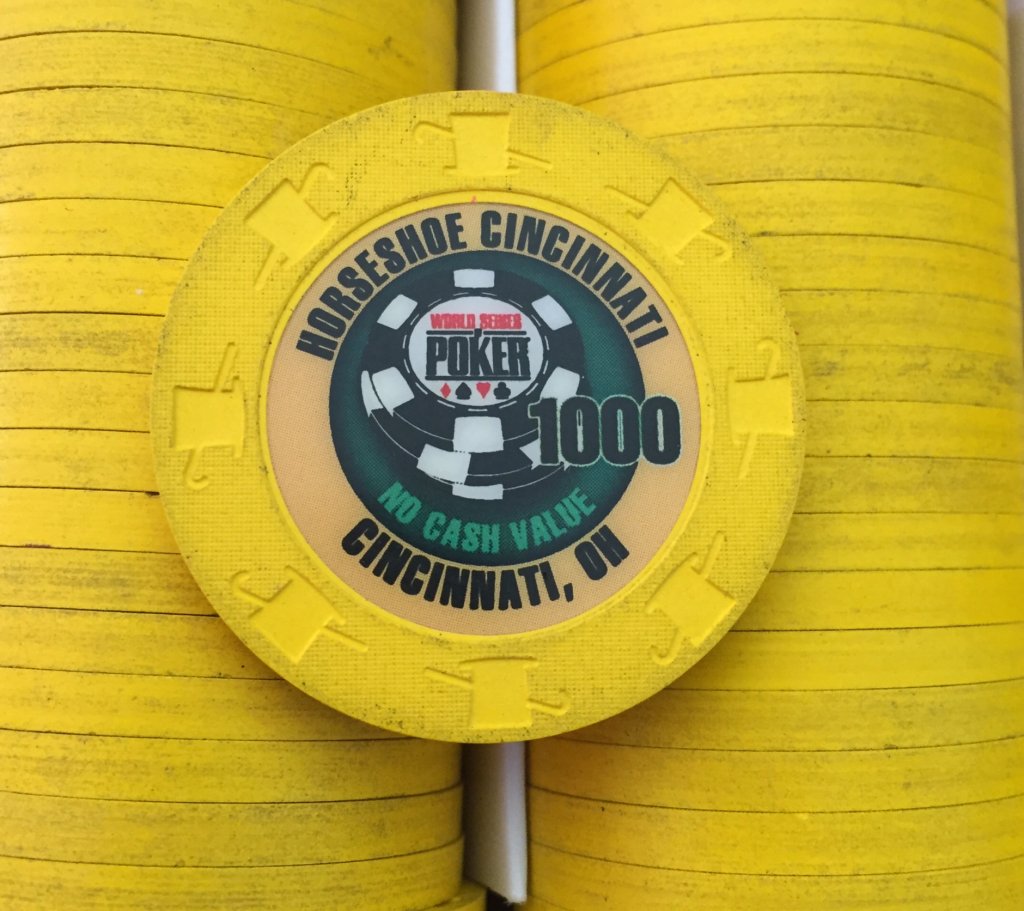 HORSESHOE CINCINNATI
WORLD SERIES
POKER
1000
NO CASH VALUE
CINCINNATI, OH